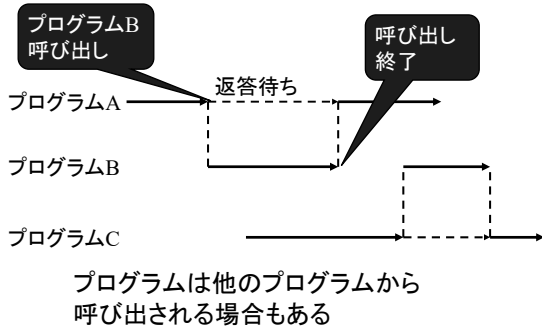 プログラムB
呼び出し
呼び出し
終了
返答待ち
プログラムA
プログラムB
プログラムC
プログラムは他のプログラムから
呼び出される場合もある